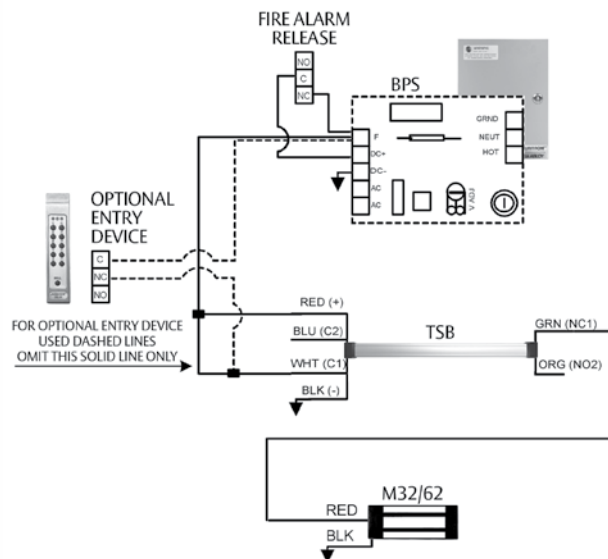 FIRE ALARM
RELEASE
NO
C
NC
BPS
F
DC+
DC-
AC
AC
GRND
NEUT
HOT
V ADJ
OPTIONAL
ENTRY
DEVICE
C
NC
NO
FOR OPTIONAL ENTRY DEVICE
USED DASHED LINES
OMIT THIS SOLID LINE ONLY
RED (+)
BLU (C2)
WHT (C1)
BLK (-)
TSB
GRN (NC1)
ORG (NO2)
M32/62
RED
BLK